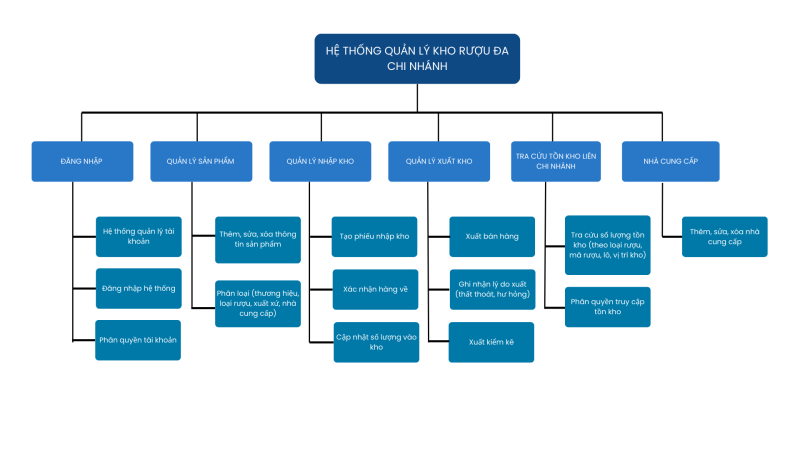 HỆ THỐNG QUẢN LÝ KHO RƯỢU ĐA
CHI NHÁNH
ĐĂNG NHẬP
QUẢN LÝ SẢN PHẨM
QUẢN LÝ NHẬP KHO
QUẢN LÝ XUẤT KHO
TRA CỨU TỒN KHO LIÊN
CHI NHÁNH
NHÀ CUNG CẤP
Hệ thống quản lý tài
khoản
Đăng nhập hệ thống
Phân quyền tài khoản
Thêm, sửa, xóa thông
tin sản phẩm
Phân loại (thương hiệu,
loại rượu, xuất xứ, nhà
cung cấp)
Tạo phiếu nhập kho
Xác nhận hàng về
Cập nhật số lượng vào
kho
Xuất bán hàng
Ghi nhận lý do xuất
(thất thoát, hư hỏng)
Xuất kiểm kê
Tra cứu số lượng tồn
kho (theo loại rượu,
mã rượu, lô, vị trí kho)
Phân quyền truy cập
tồn kho
Thêm, sửa, xóa nhà
cung cấp